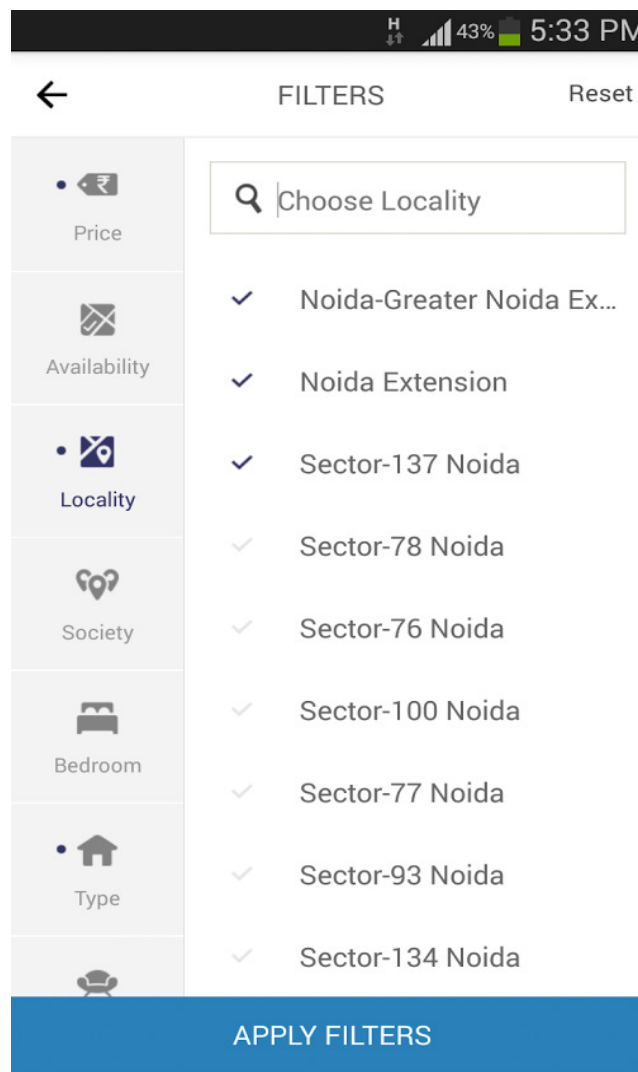 H 43% 5:33 PM
FILTERS Reset
₹
Price
Availability
Locality
Society
Bedroom
Type
Choose Locality
Noida-Greater Noida Ex...
Noida Extension
Sector-137 Noida
Sector-78 Noida
Sector-76 Noida
Sector-100 Noida
Sector-77 Noida
Sector-93 Noida
Sector-134 Noida
APPLY FILTERS